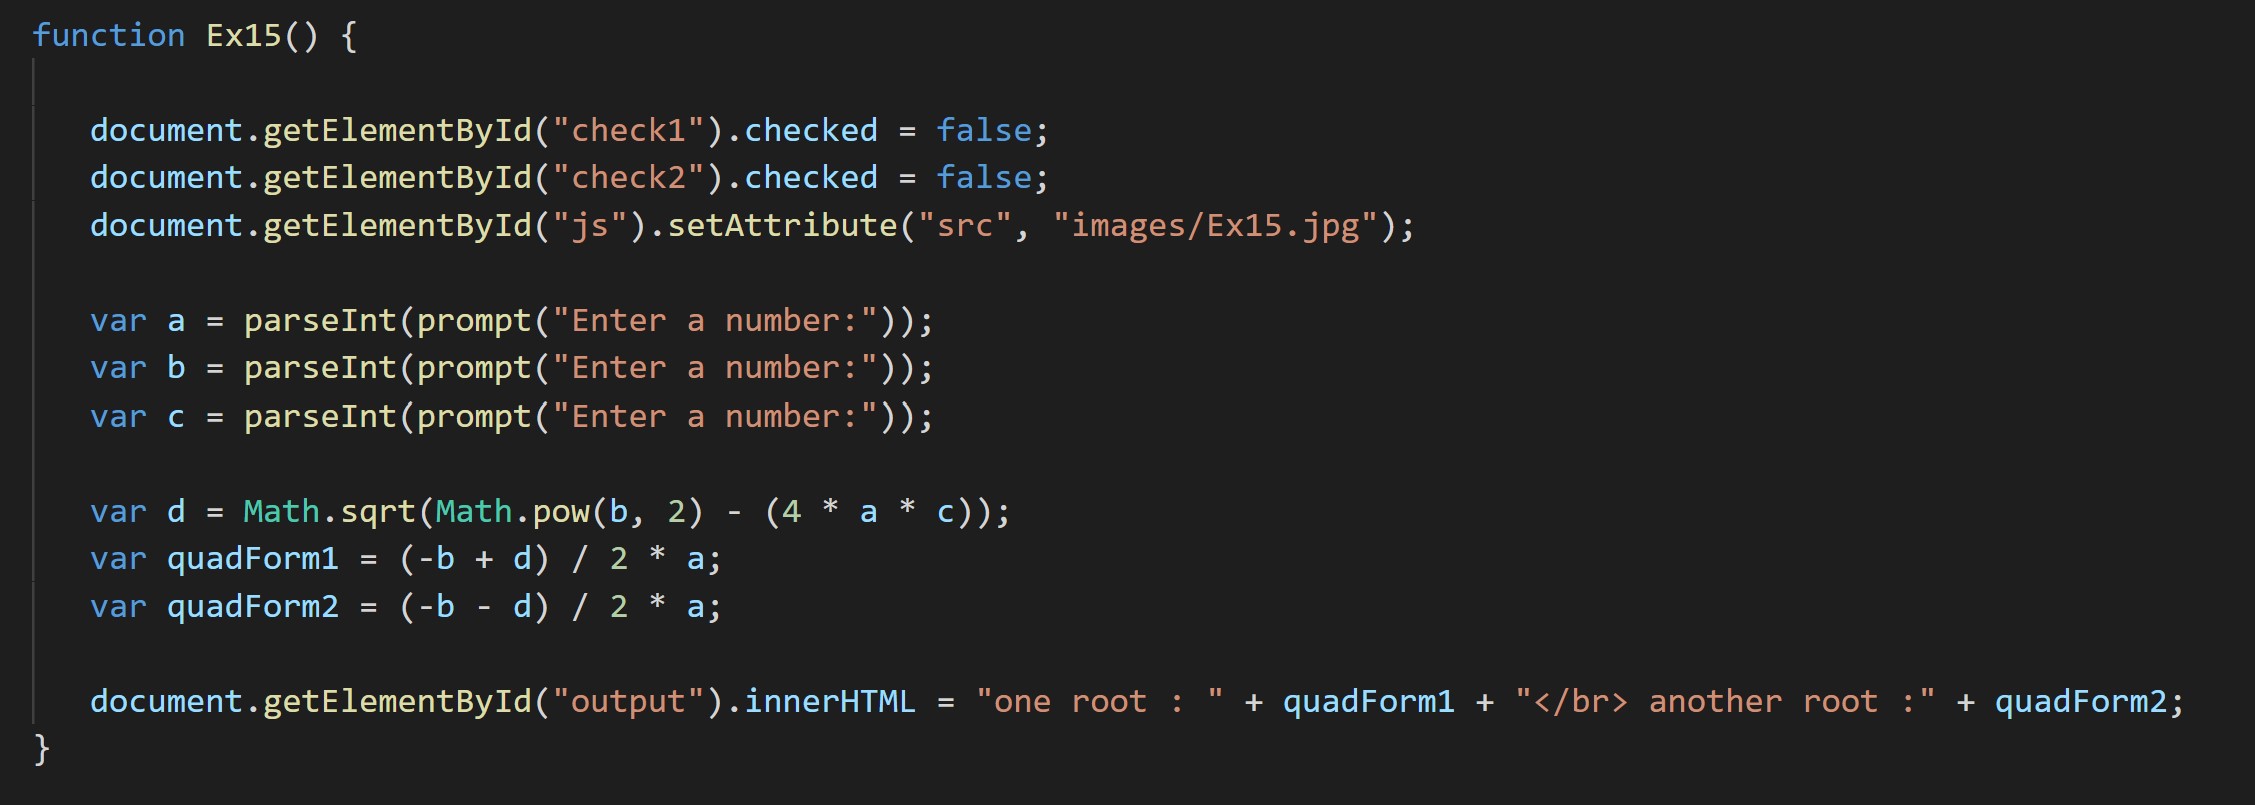 function Ex15() {
document.getElementById("check1").checked = false;
document.getElementById("check2").checked = false;
document.getElementById("js").setAttribute("src", "images/Ex15.jpg");
var a = parseInt(prompt("Enter a number:"));
var b = parseInt(prompt("Enter a number:"));
var c = parseInt(prompt("Enter a number:"));
var d = Math.sqrt(Math.pow(b, 2) - (4 * a * c));
var quadForm1 = (-b + d) / 2 * a;
var quadForm2 = (-b - d) / 2 * a;
document.getElementById("output").innerHTML = "one root : " + quadForm1 + "</br> another root :" + quadForm2;
}